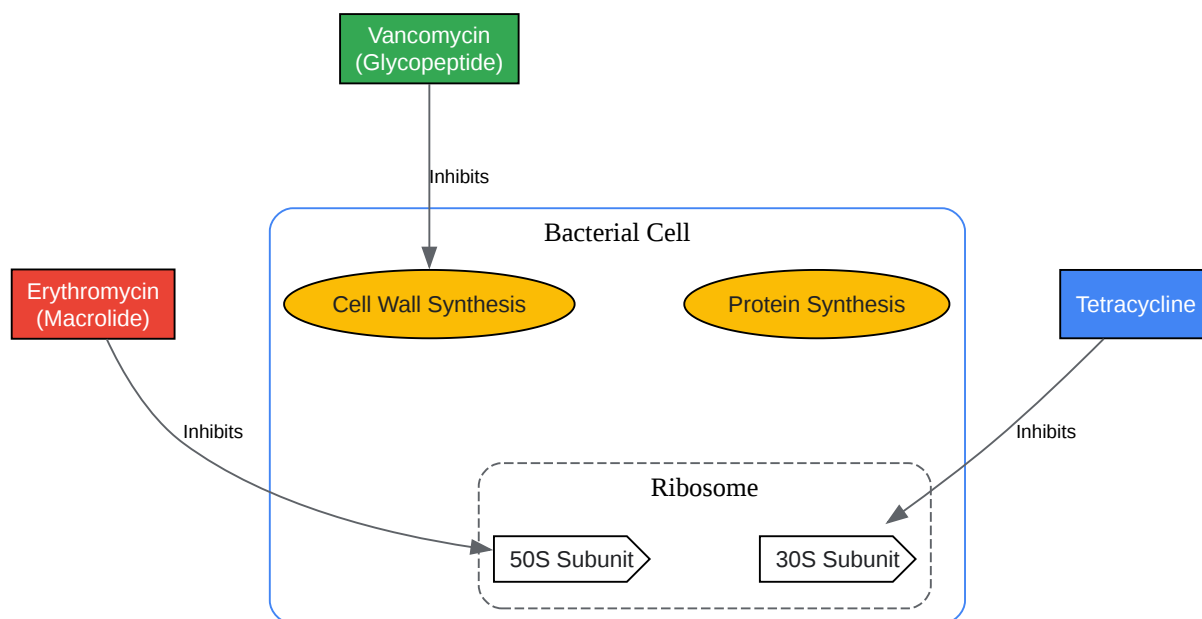 Vancomycin
(Glycopeptide)
Inhibits
Bacterial Cell
Erythromycin
(Macrolide)
Cell Wall Synthesis
Protein Synthesis
Tetracycline
Inhibits
Inhibits
Ribosome
50S Subunit
30S Subunit